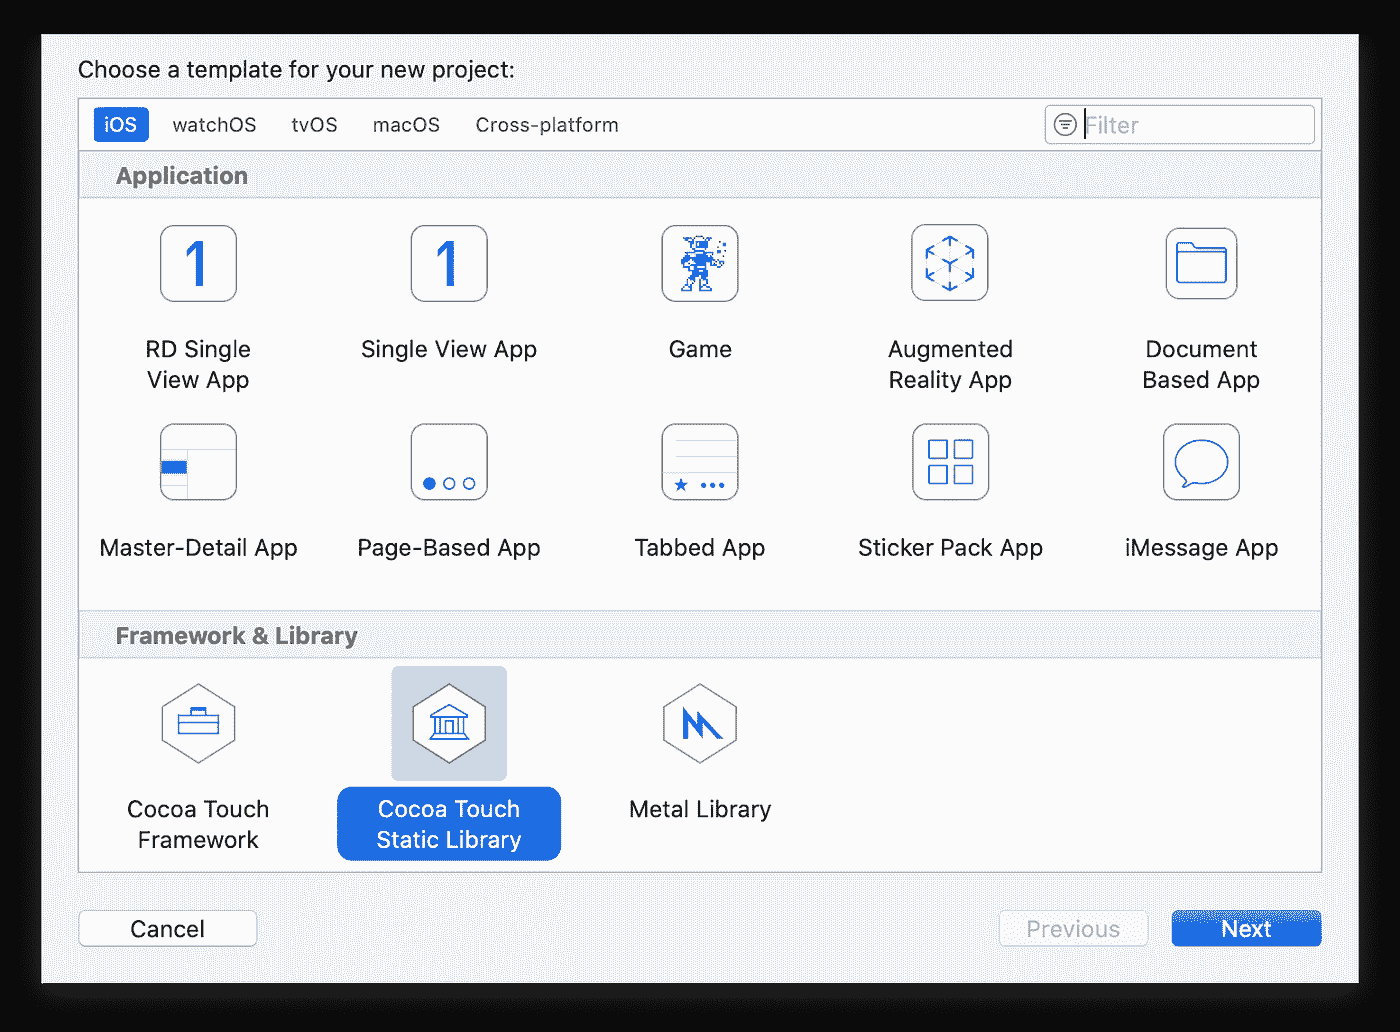 Choose a template for your new project:
iOS watchOS tvOS macOS Cross-platform Filter
Application
1 1
RD Single Single View App Game Augmented Document
View App Reality App Based App
Master-Detail App Page-Based App Tabbed App Sticker Pack App iMessage App
Framework & Library
Cocoa Touch Cocoa Touch Metal Library
Framework Static Library
Cancel Previous Next